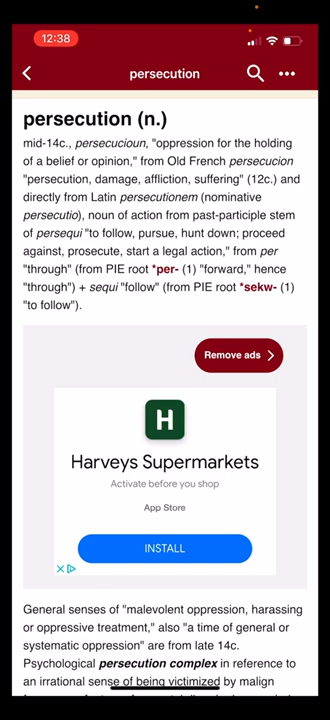 12:38
persecution
persecution (n.)
mid-14c., persecucioun, "oppression for the holding
of a belief or opinion," from Old French persecucion
"persecution, damage, affliction, suffering" (12c.) and
directly from Latin persecutionem (nominative
persecutio), noun of action from past-participle stem
of persequi "to follow, pursue, hunt down; proceed
against, prosecute, start a legal action," from per
"through" (from PIE root *per- (1) "forward," hence
"through") + sequi "follow" (from PIE root *sekw- (1)
"to follow").
Remove ads
H
Harveys Supermarkets
Activate before you shop
App Store
INSTALL
General senses of "malevolent oppression, harassing
or oppressive treatment," also "a time of general or
systematic oppression" are from late 14c.
Psychological persecution complex in reference to
an irrational sense of being victimized by malign